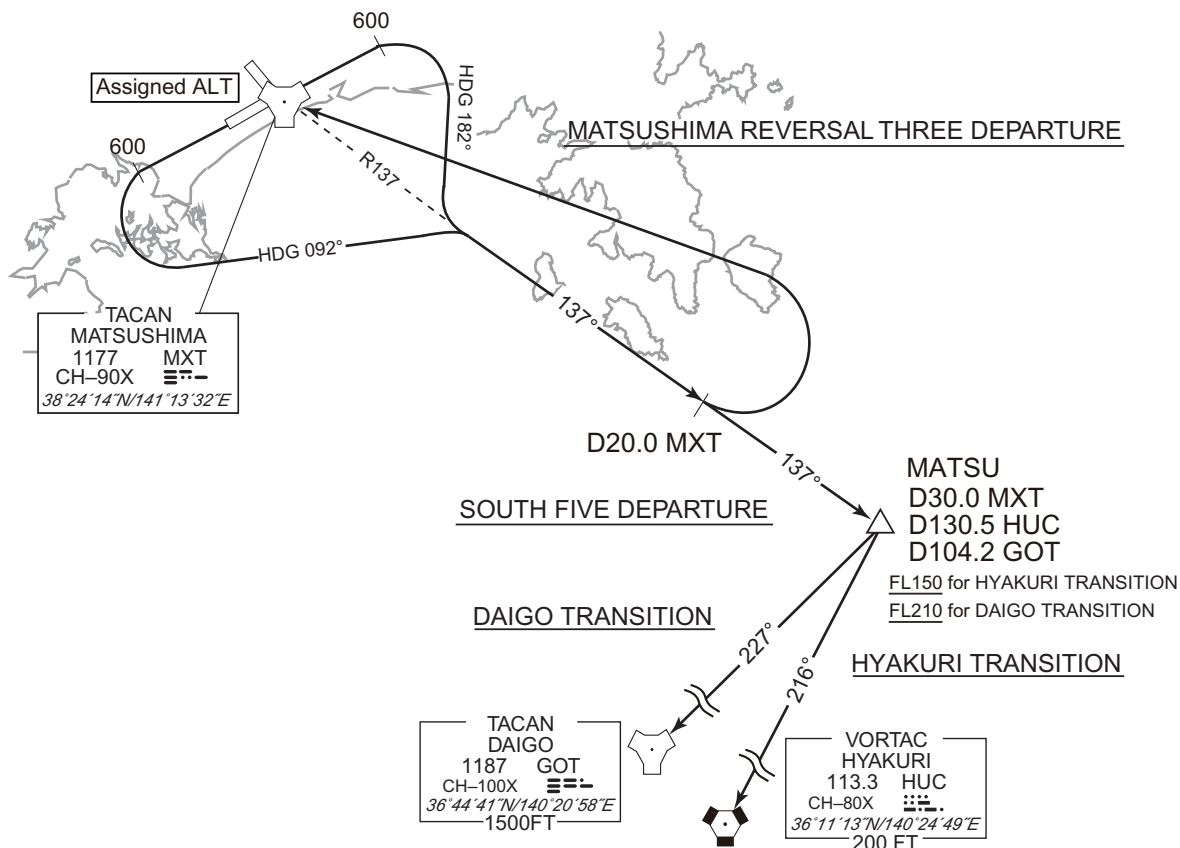 600
Assigned ALT
HDG 182°
MATSUSHIMA REVERSAL THREE DEPARTURE
600
R137
HDG 092°
137°
TACAN
MATSUSHIMA
1177 MXT
CH–90X
38°24´14˝N/141°13´32˝E
D20.0 MXT
137°
MATSU
D30.0 MXT
D130.5 HUC
D104.2 GOT
FL150 for HYAKURI TRANSITION
FL210 for DAIGO TRANSITION
SOUTH FIVE DEPARTURE
DAIGO TRANSITION
227°
216°
HYAKURI TRANSITION
TACAN
DAIGO
1187 GOT
CH–100X
36°44´41˝N/140°20´58˝E
1500FT
VORTAC
HYAKURI
113.3 HUC
CH–80X
36°11´13˝N/140°24´49˝E
200 FT